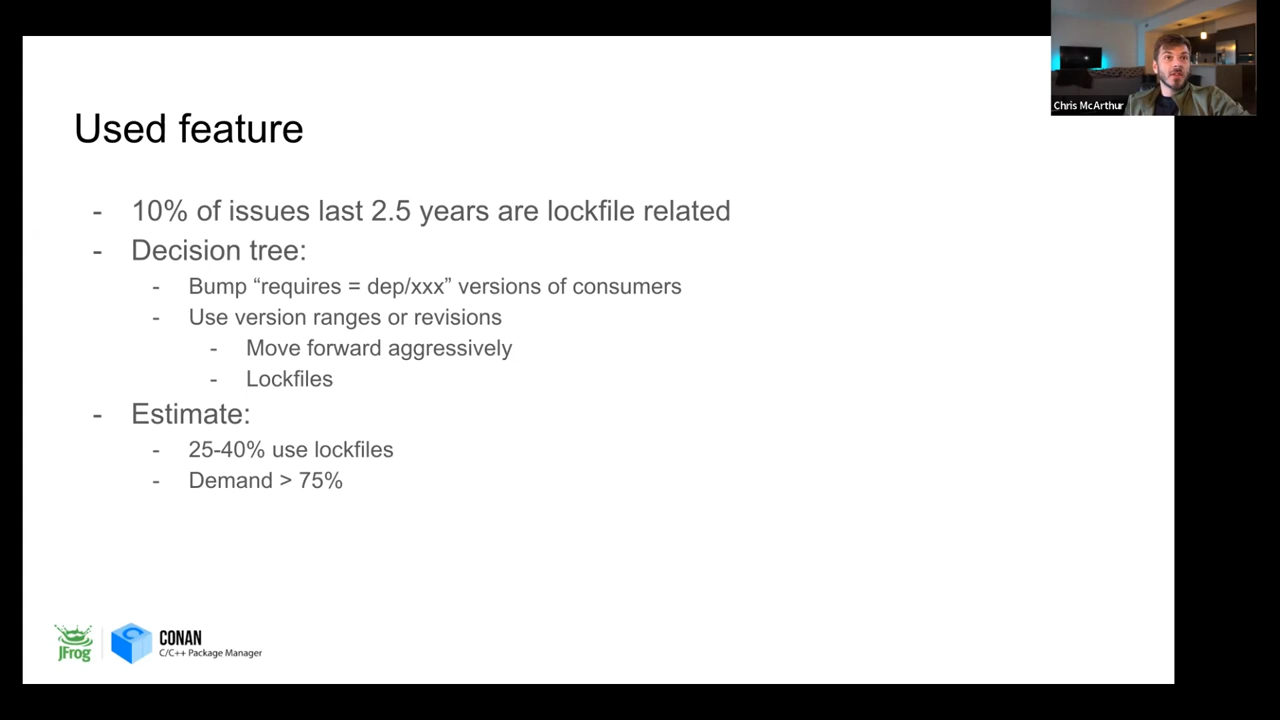 Chris McArthur
Used feature
- 10% of issues last 2.5 years are lockfile related
- Decision tree:
- Bump “requires = dep/xxx” versions of consumers
- Use version ranges or revisions
- Move forward aggressively
- Lockfiles
- Estimate:
- 25-40% use lockfiles
- Demand > 75%
JFrog
CONAN
C/C++ Package Manager